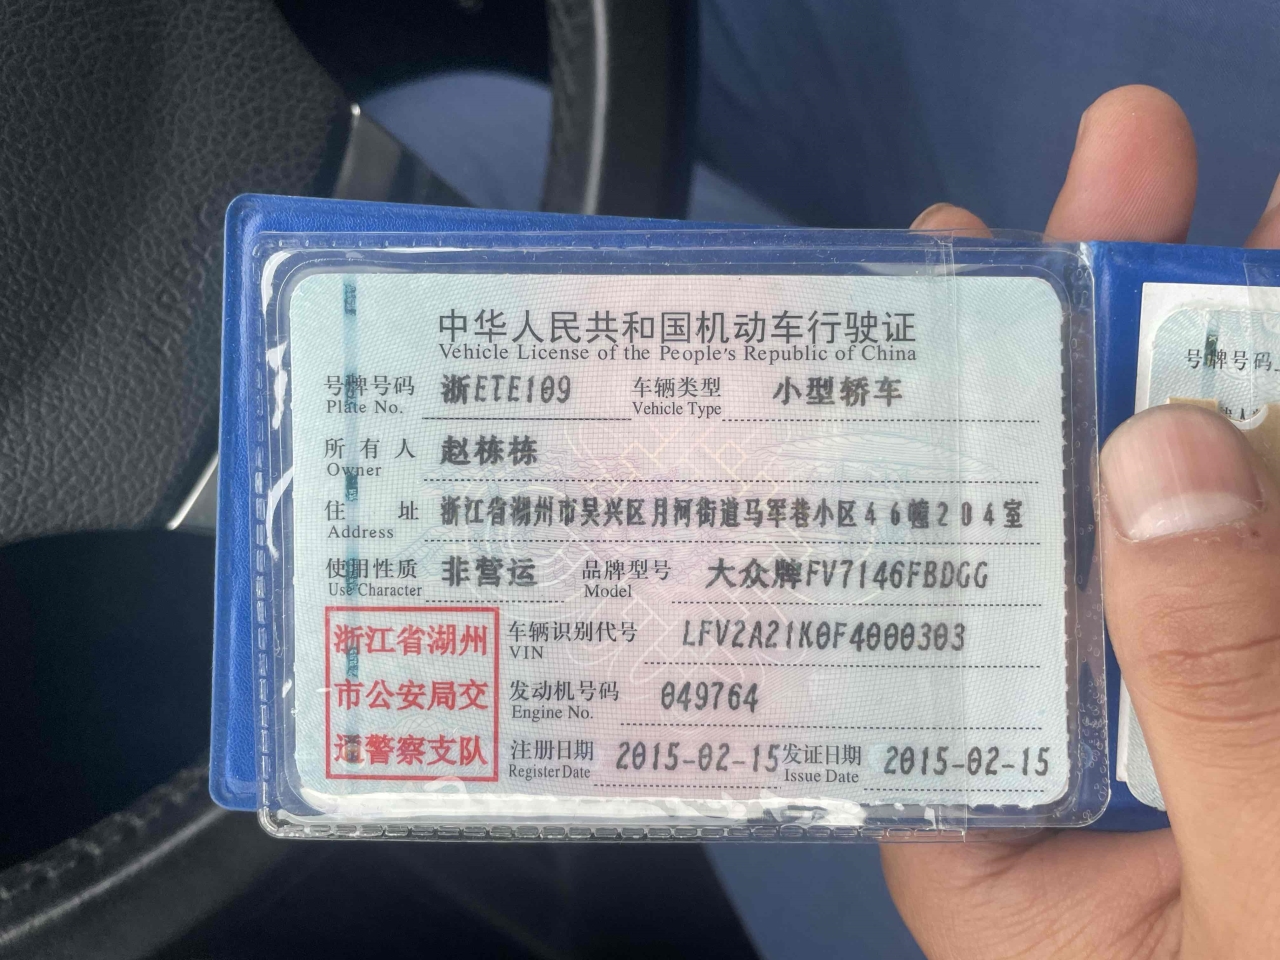 中华人民共和国机动车行驶证
Vehicle License of the People's Republic of China
号牌号码 浙ETE109 车辆类型 小型轿车
Plate No. Vehicle Type
所有人 赵栋栋
Owner
住址 浙江省湖州市吴兴区月河街道马军巷小区46幢204室
Address
使用性质 非营运 品牌型号 大众牌FV7146FBDGG
Use Character Model
浙江省湖州 车辆识别代号 LFV2A21K0F4000303
VIN
市公安局交 发动机号码 049764
Engine No.
通警察支队 注册日期 2015-02-15 发证日期 2015-02-15
Register Date Issue Date
号牌号码